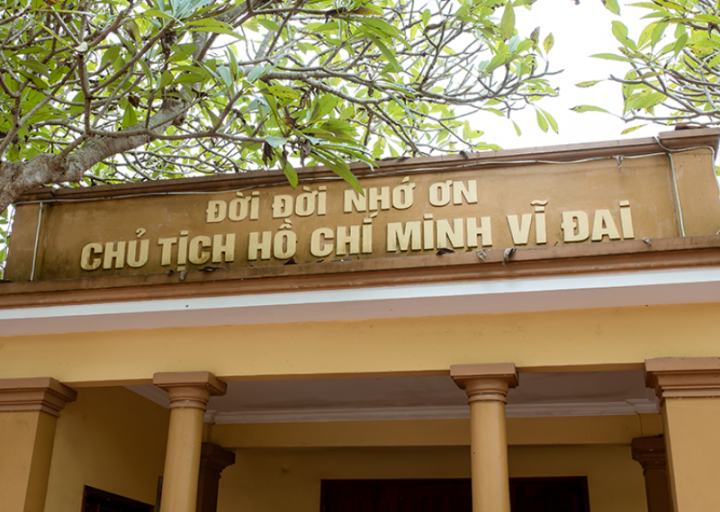 ĐỜI ĐỜI NHỚ ƠN
CHỦ TỊCH HỒ CHÍ MINH VĨ ĐẠI